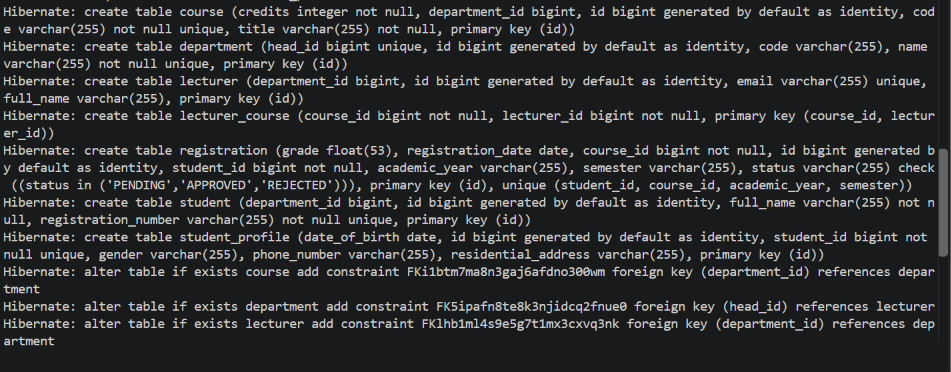 Hibernate: create table course (credits integer not null, department_id bigint, id bigint generated by default as identity, cod
e varchar(255) not null unique, title varchar(255) not null, primary key (id))
Hibernate: create table department (head_id bigint unique, id bigint generated by default as identity, code varchar(255), name
varchar(255) not null unique, primary key (id))
Hibernate: create table lecturer (department_id bigint, id bigint generated by default as identity, email varchar(255) unique,
full_name varchar(255), primary key (id))
Hibernate: create table lecturer_course (course_id bigint not null, lecturer_id bigint not null, primary key (course_id, lectur
er_id))
Hibernate: create table registration (grade float(53), registration_date date, course_id bigint not null, id bigint generated b
y default as identity, student_id bigint not null, academic_year varchar(255), semester varchar(255), status varchar(255) check
((status in ('PENDING','APPROVED','REJECTED'))), primary key (id), unique (student_id, course_id, academic_year, semester))
Hibernate: create table student (department_id bigint, id bigint generated by default as identity, full_name varchar(255) not n
ull, registration_number varchar(255) not null unique, primary key (id))
Hibernate: create table student_profile (date_of_birth date, id bigint generated by default as identity, student_id bigint not
null unique, gender varchar(255), phone_number varchar(255), residential_address varchar(255), primary key (id))
Hibernate: alter table if exists course add constraint FKi1btm7ma8n3gaj6afdno300wm foreign key (department_id) references depar
tment
Hibernate: alter table if exists department add constraint FK5ipafn8te8k3njidcq2fnue0 foreign key (head_id) references lecturer
Hibernate: alter table if exists lecturer add constraint FKlhb1ml4s9e5g7t1mx3cxvq3nk foreign key (department_id) references dep
artment